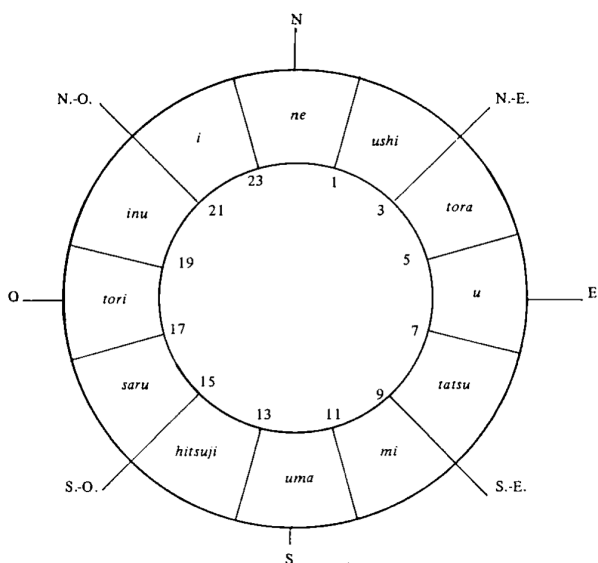 N
N.-O.
N.-E.
i
ne
ushi
23
1
inu
21
3
tora
19
5
O
tori
u
E
17
7
saru
15
9
tatsu
13
11
hitsuji
mi
uma
S.-O.
S.-E.
S